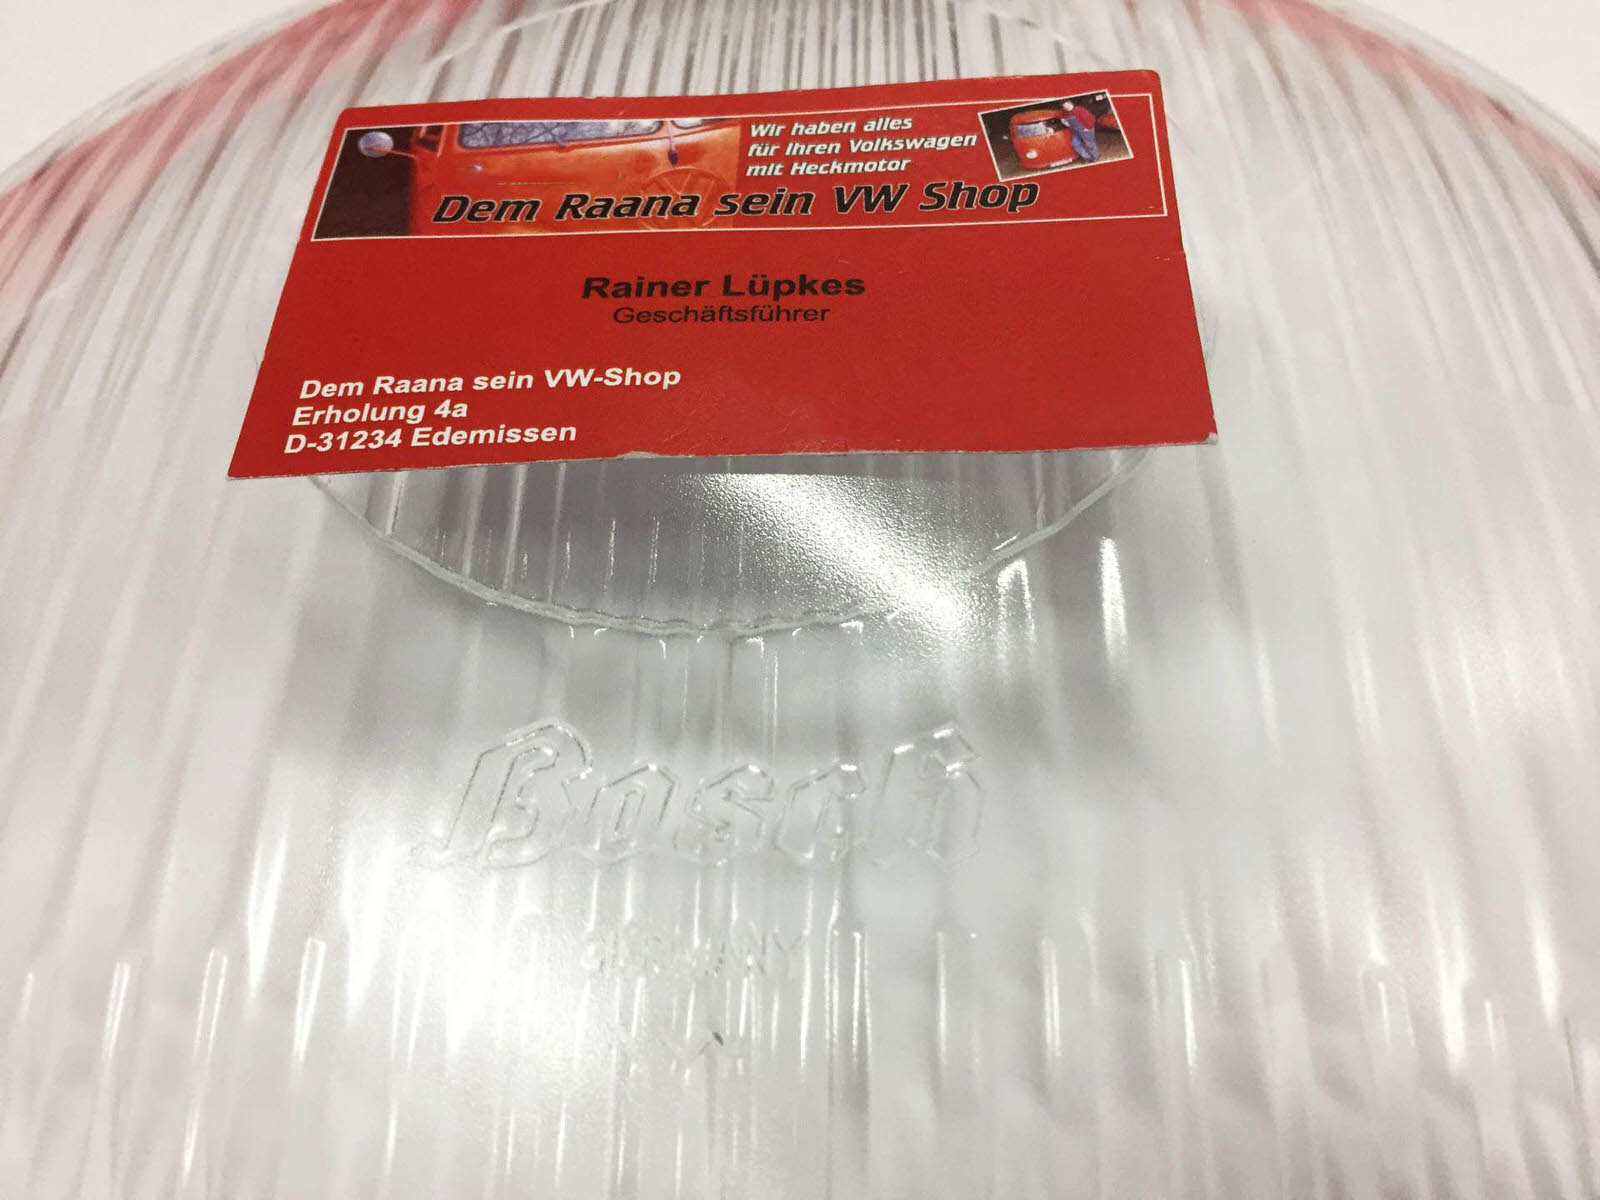 Wir haben alles
für Ihren Volkswagen
mit Heckmotor
Dem Raana sein VW Shop
Rainer Lüpkes
Geschäftsführer
Dem Raana sein VW-Shop
Erholung 4a
D-31234 Edemissen
Bosch
GERMANY